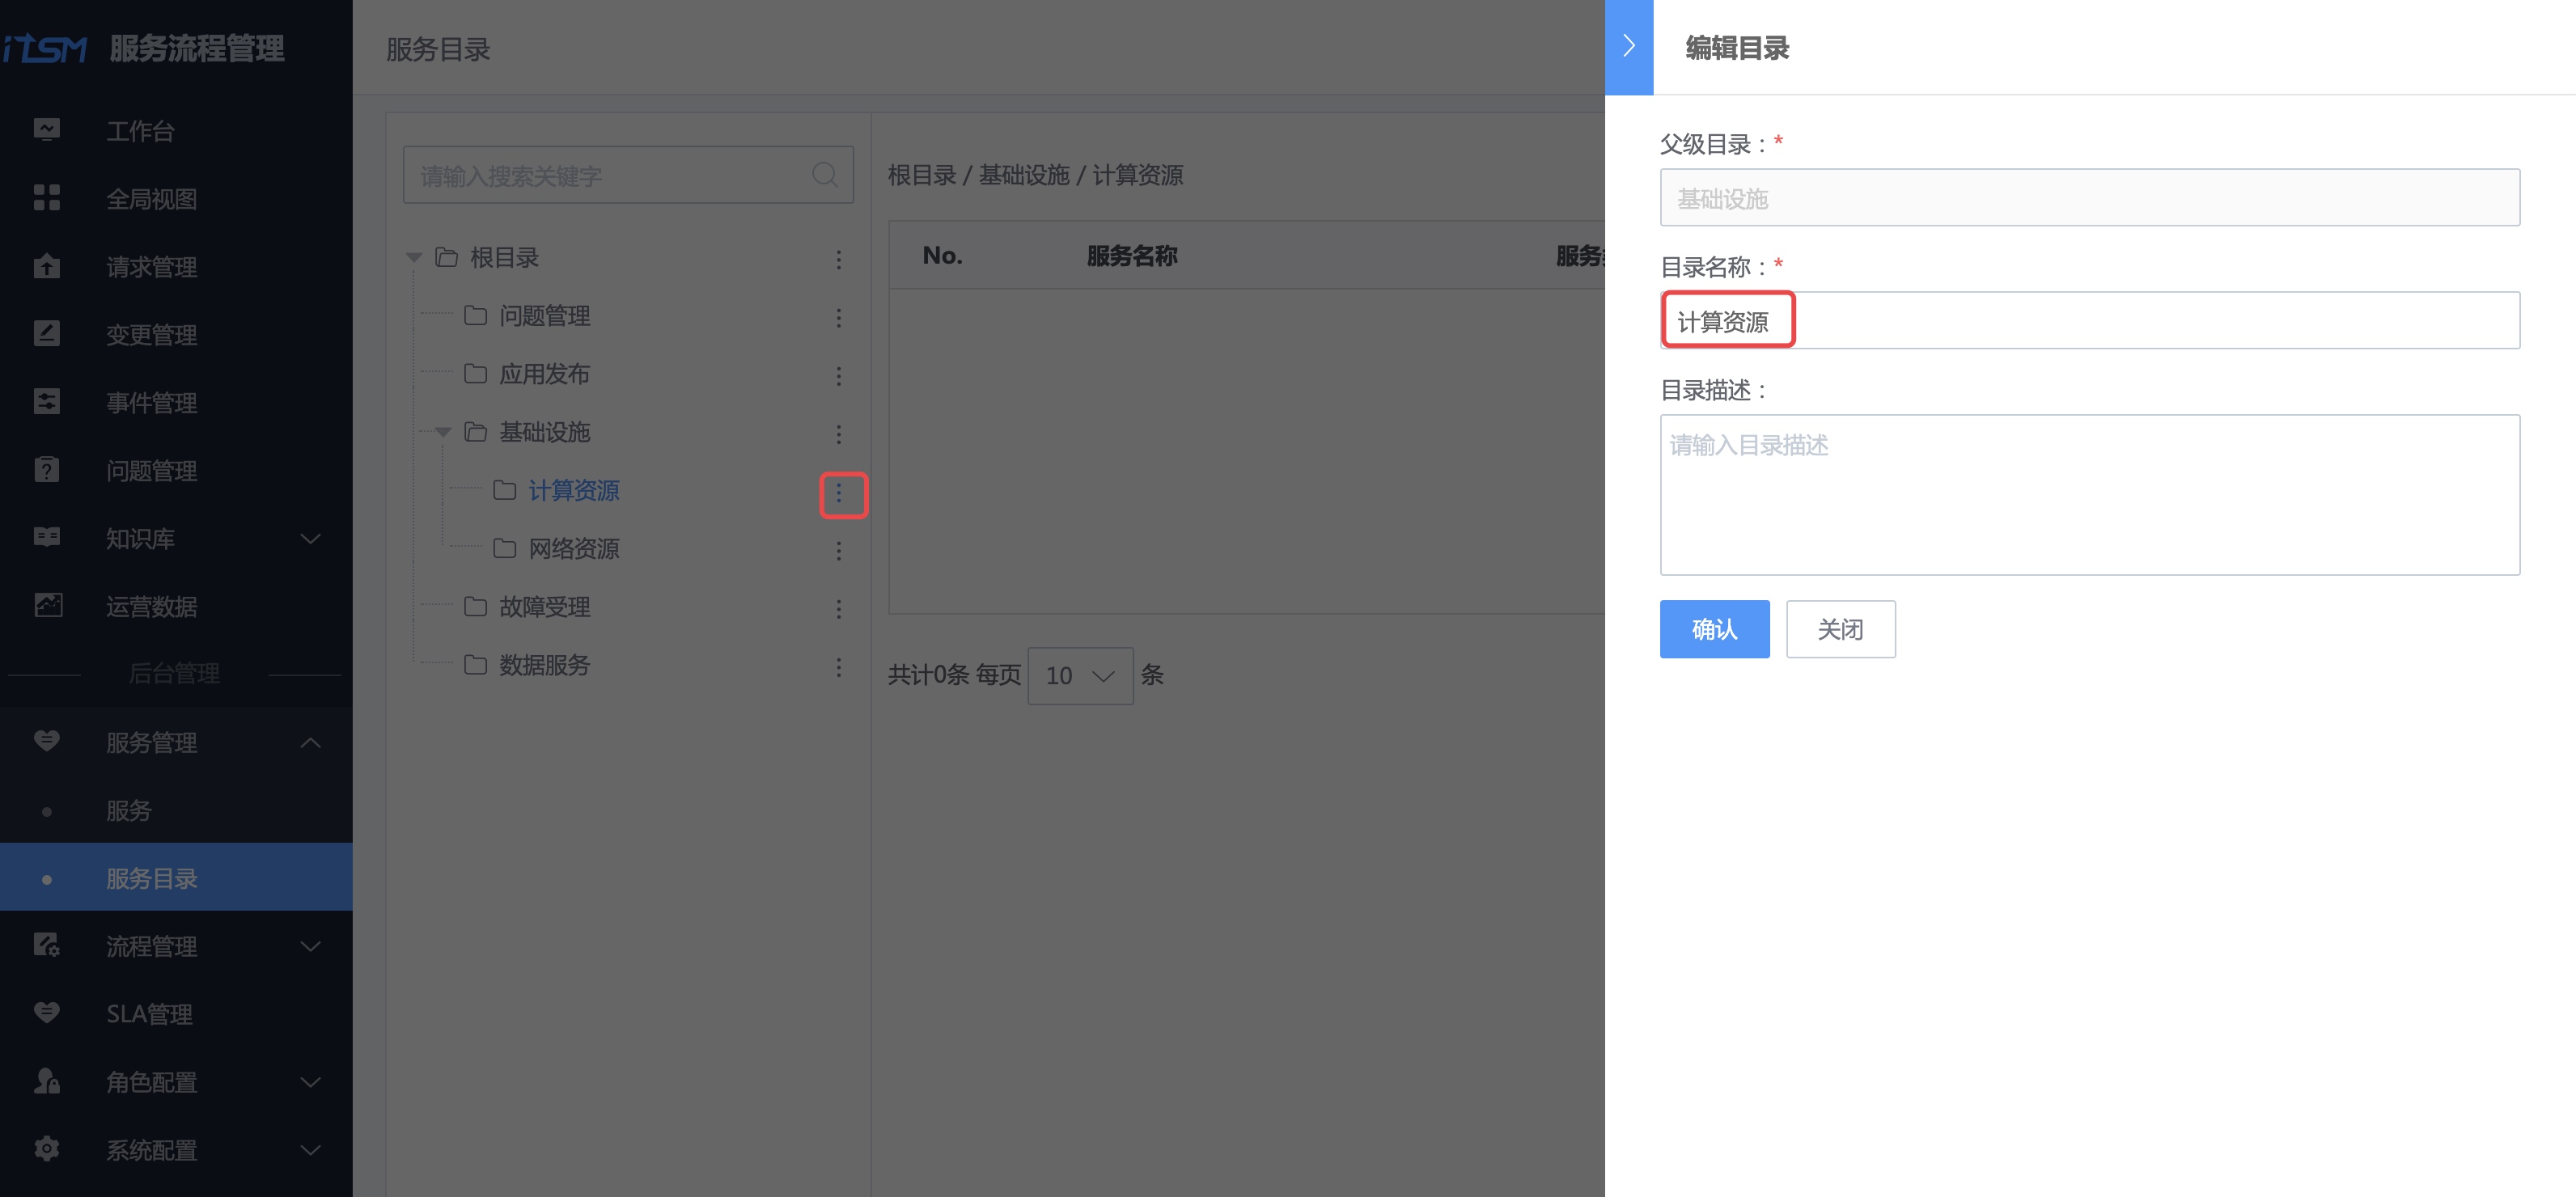 iTSM 服务流程管理
工作台
全局视图
请求管理
变更管理
事件管理
问题管理
知识库
运营数据
后台管理
服务管理
服务
服务目录
流程管理
SLA管理
角色配置
系统配置
服务目录
请输入搜索关键字
根目录
问题管理
应用发布
基础设施
计算资源
网络资源
故障受理
数据服务
根目录 / 基础设施 / 计算资源
No. 服务名称 服务
共计0条 每页 10 条
编辑目录
父级目录：*
基础设施
目录名称：*
计算资源
目录描述：
请输入目录描述
确认 关闭